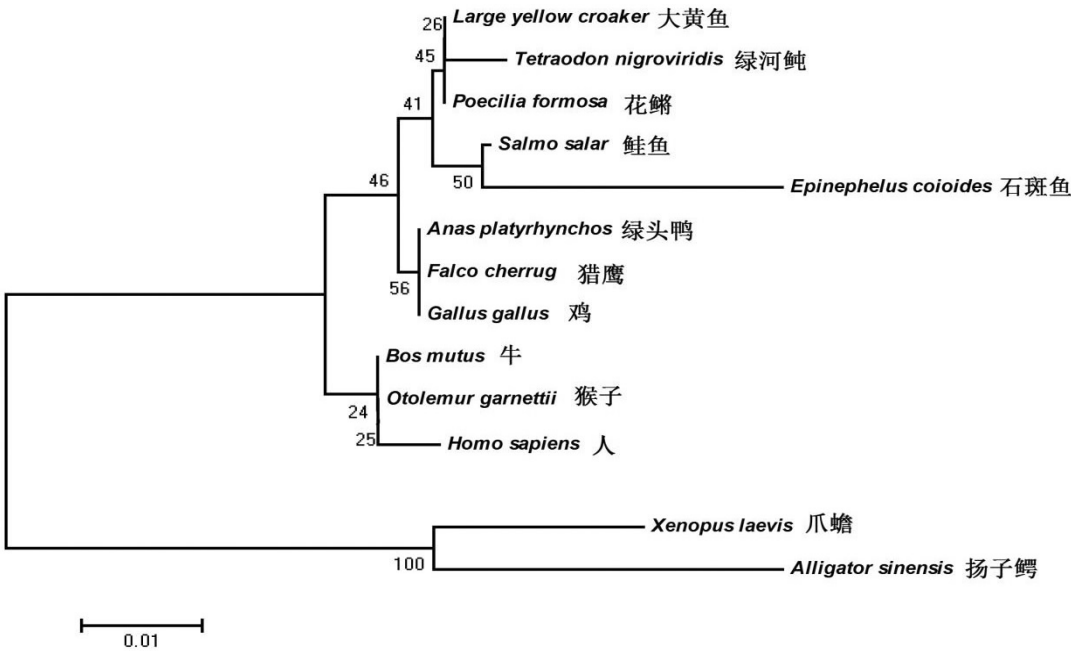 26 Large yellow croaker 大黄鱼
45 Tetraodon nigroviridis 绿河鲀
Poecilia formosa 花鳉
41
Salmo salar 鲑鱼
46 50 Epinephelus coioides 石斑鱼
Anas platyrhynchos 绿头鸭
Falco cherrug 猎鹰
56
Gallus gallus 鸡
Bos mutus 牛
Otolemur garnettii 猴子
24
25 Homo sapiens 人
Xenopus laevis 爪蟾
100 Alligator sinensis 扬子鳄
0.01